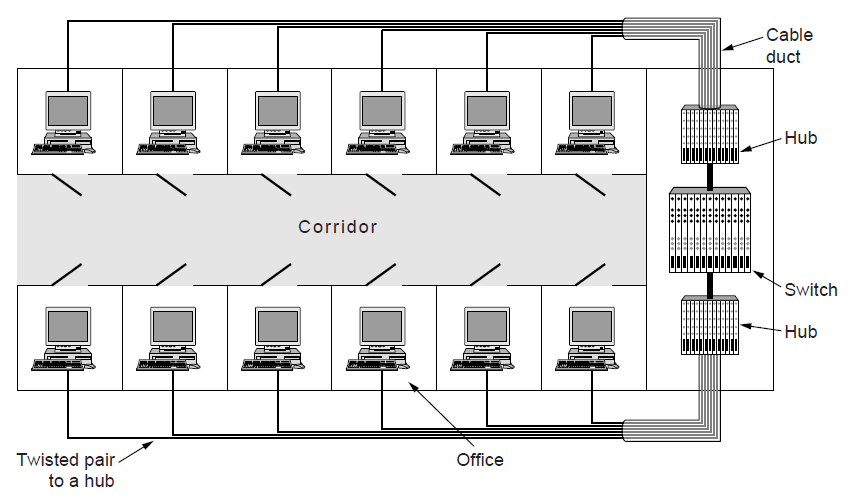 Cable
duct
Hub
Corridor
Switch
Hub
Twisted pair
to a hub
Office